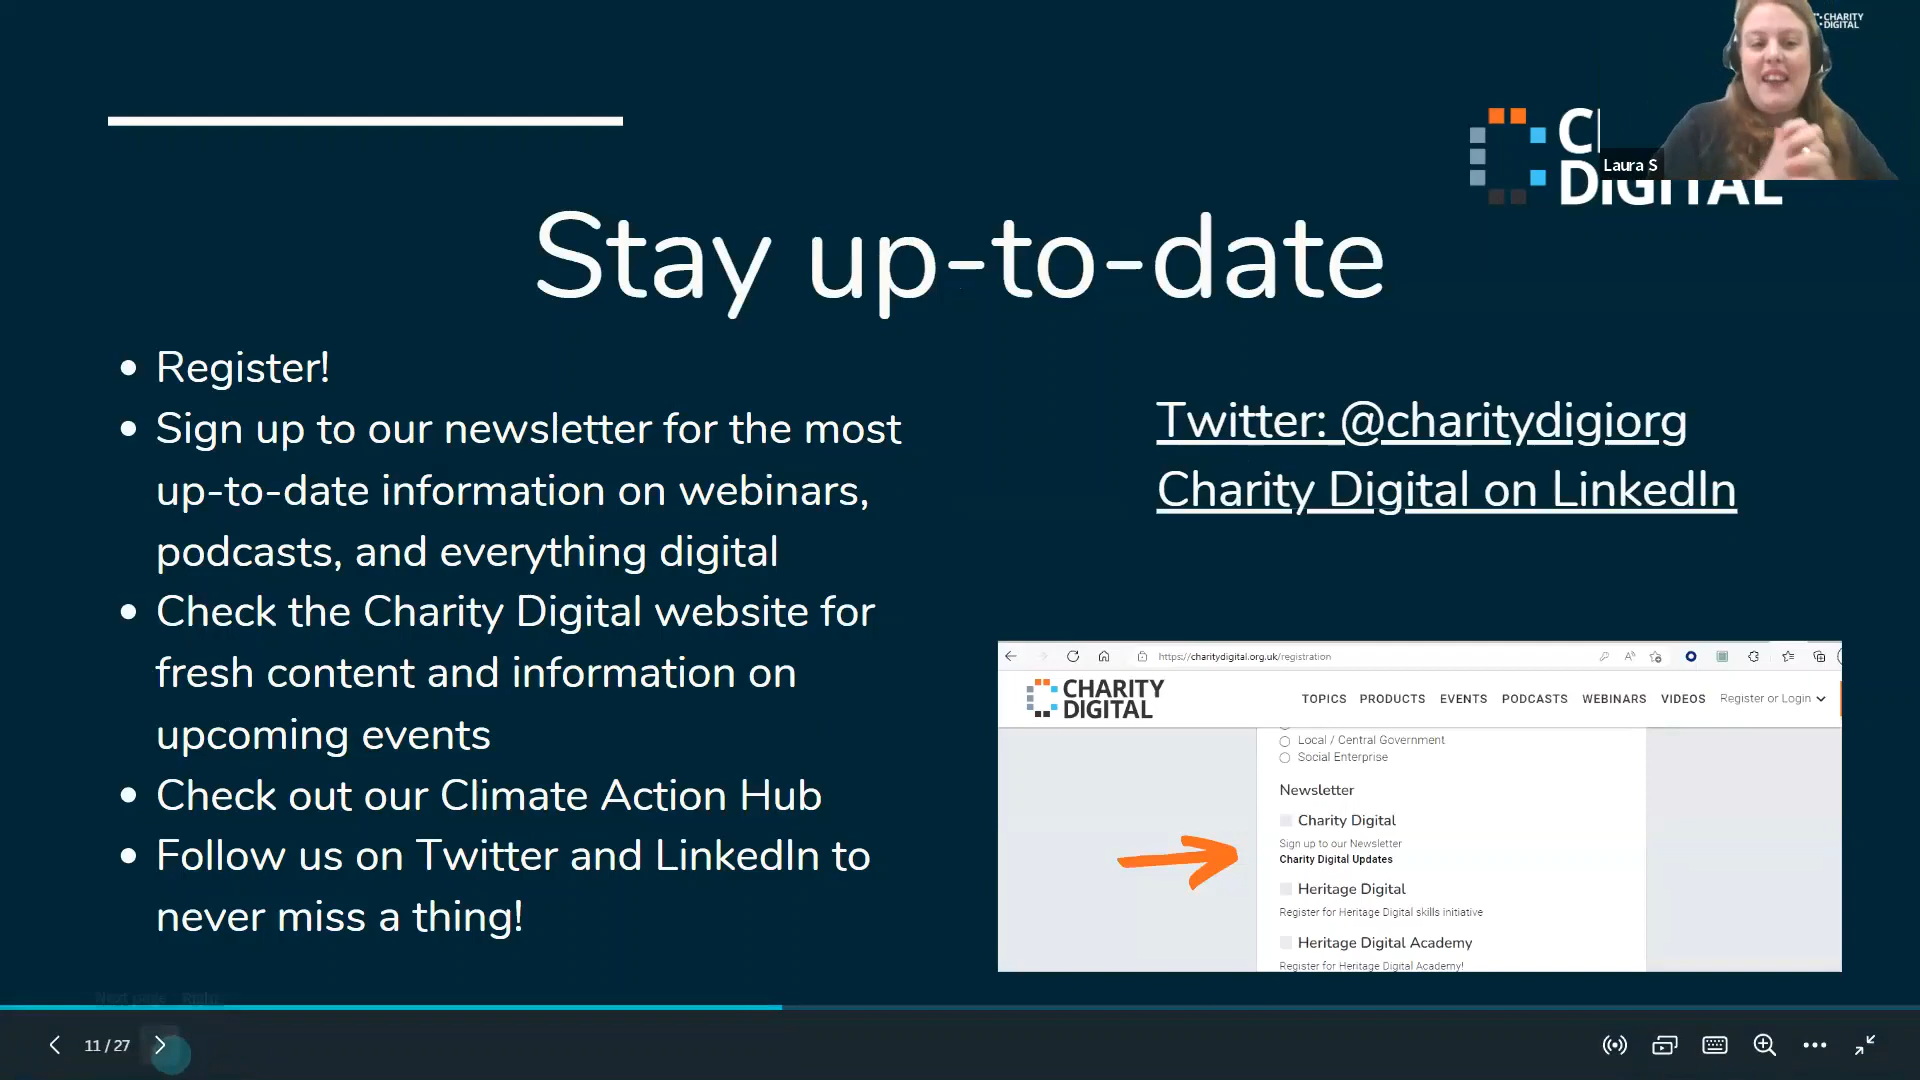 CHARITY
DIGITAL
DIGITAL
Laura S
Stay up-to-date
• Register!
• Sign up to our newsletter for the most
up-to-date information on webinars,
podcasts, and everything digital
• Check the Charity Digital website for
fresh content and information on
upcoming events
• Check out our Climate Action Hub
• Follow us on Twitter and LinkedIn to
never miss a thing!
Twitter: @charitydigiorg
Charity Digital on LinkedIn
https://charitydigital.org.uk/registration
CHARITY
DIGITAL
TOPICS PRODUCTS EVENTS PODCASTS WEBINARS VIDEOS Register or Login
Local / Central Government
Social Enterprise
Newsletter
Charity Digital
Sign up to our Newsletter
Charity Digital Updates
Heritage Digital
Register for Heritage Digital skills initiative
Heritage Digital Academy
Register for Heritage Digital Academy!
Next page Right
11 / 27